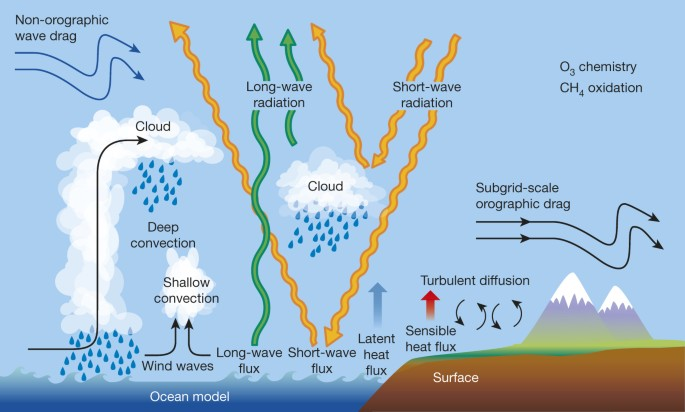 Non-orographic
wave drag
Cloud
Deep
convection
Shallow
convection
Wind waves
Ocean model
Long-wave
radiation
Short-wave
radiation
Cloud
Long-wave
flux
Short-wave
flux
Latent
heat
flux
Sensible
heat flux
Turbulent diffusion
Surface
O3 chemistry
CH4 oxidation
Subgrid-scale
orographic drag